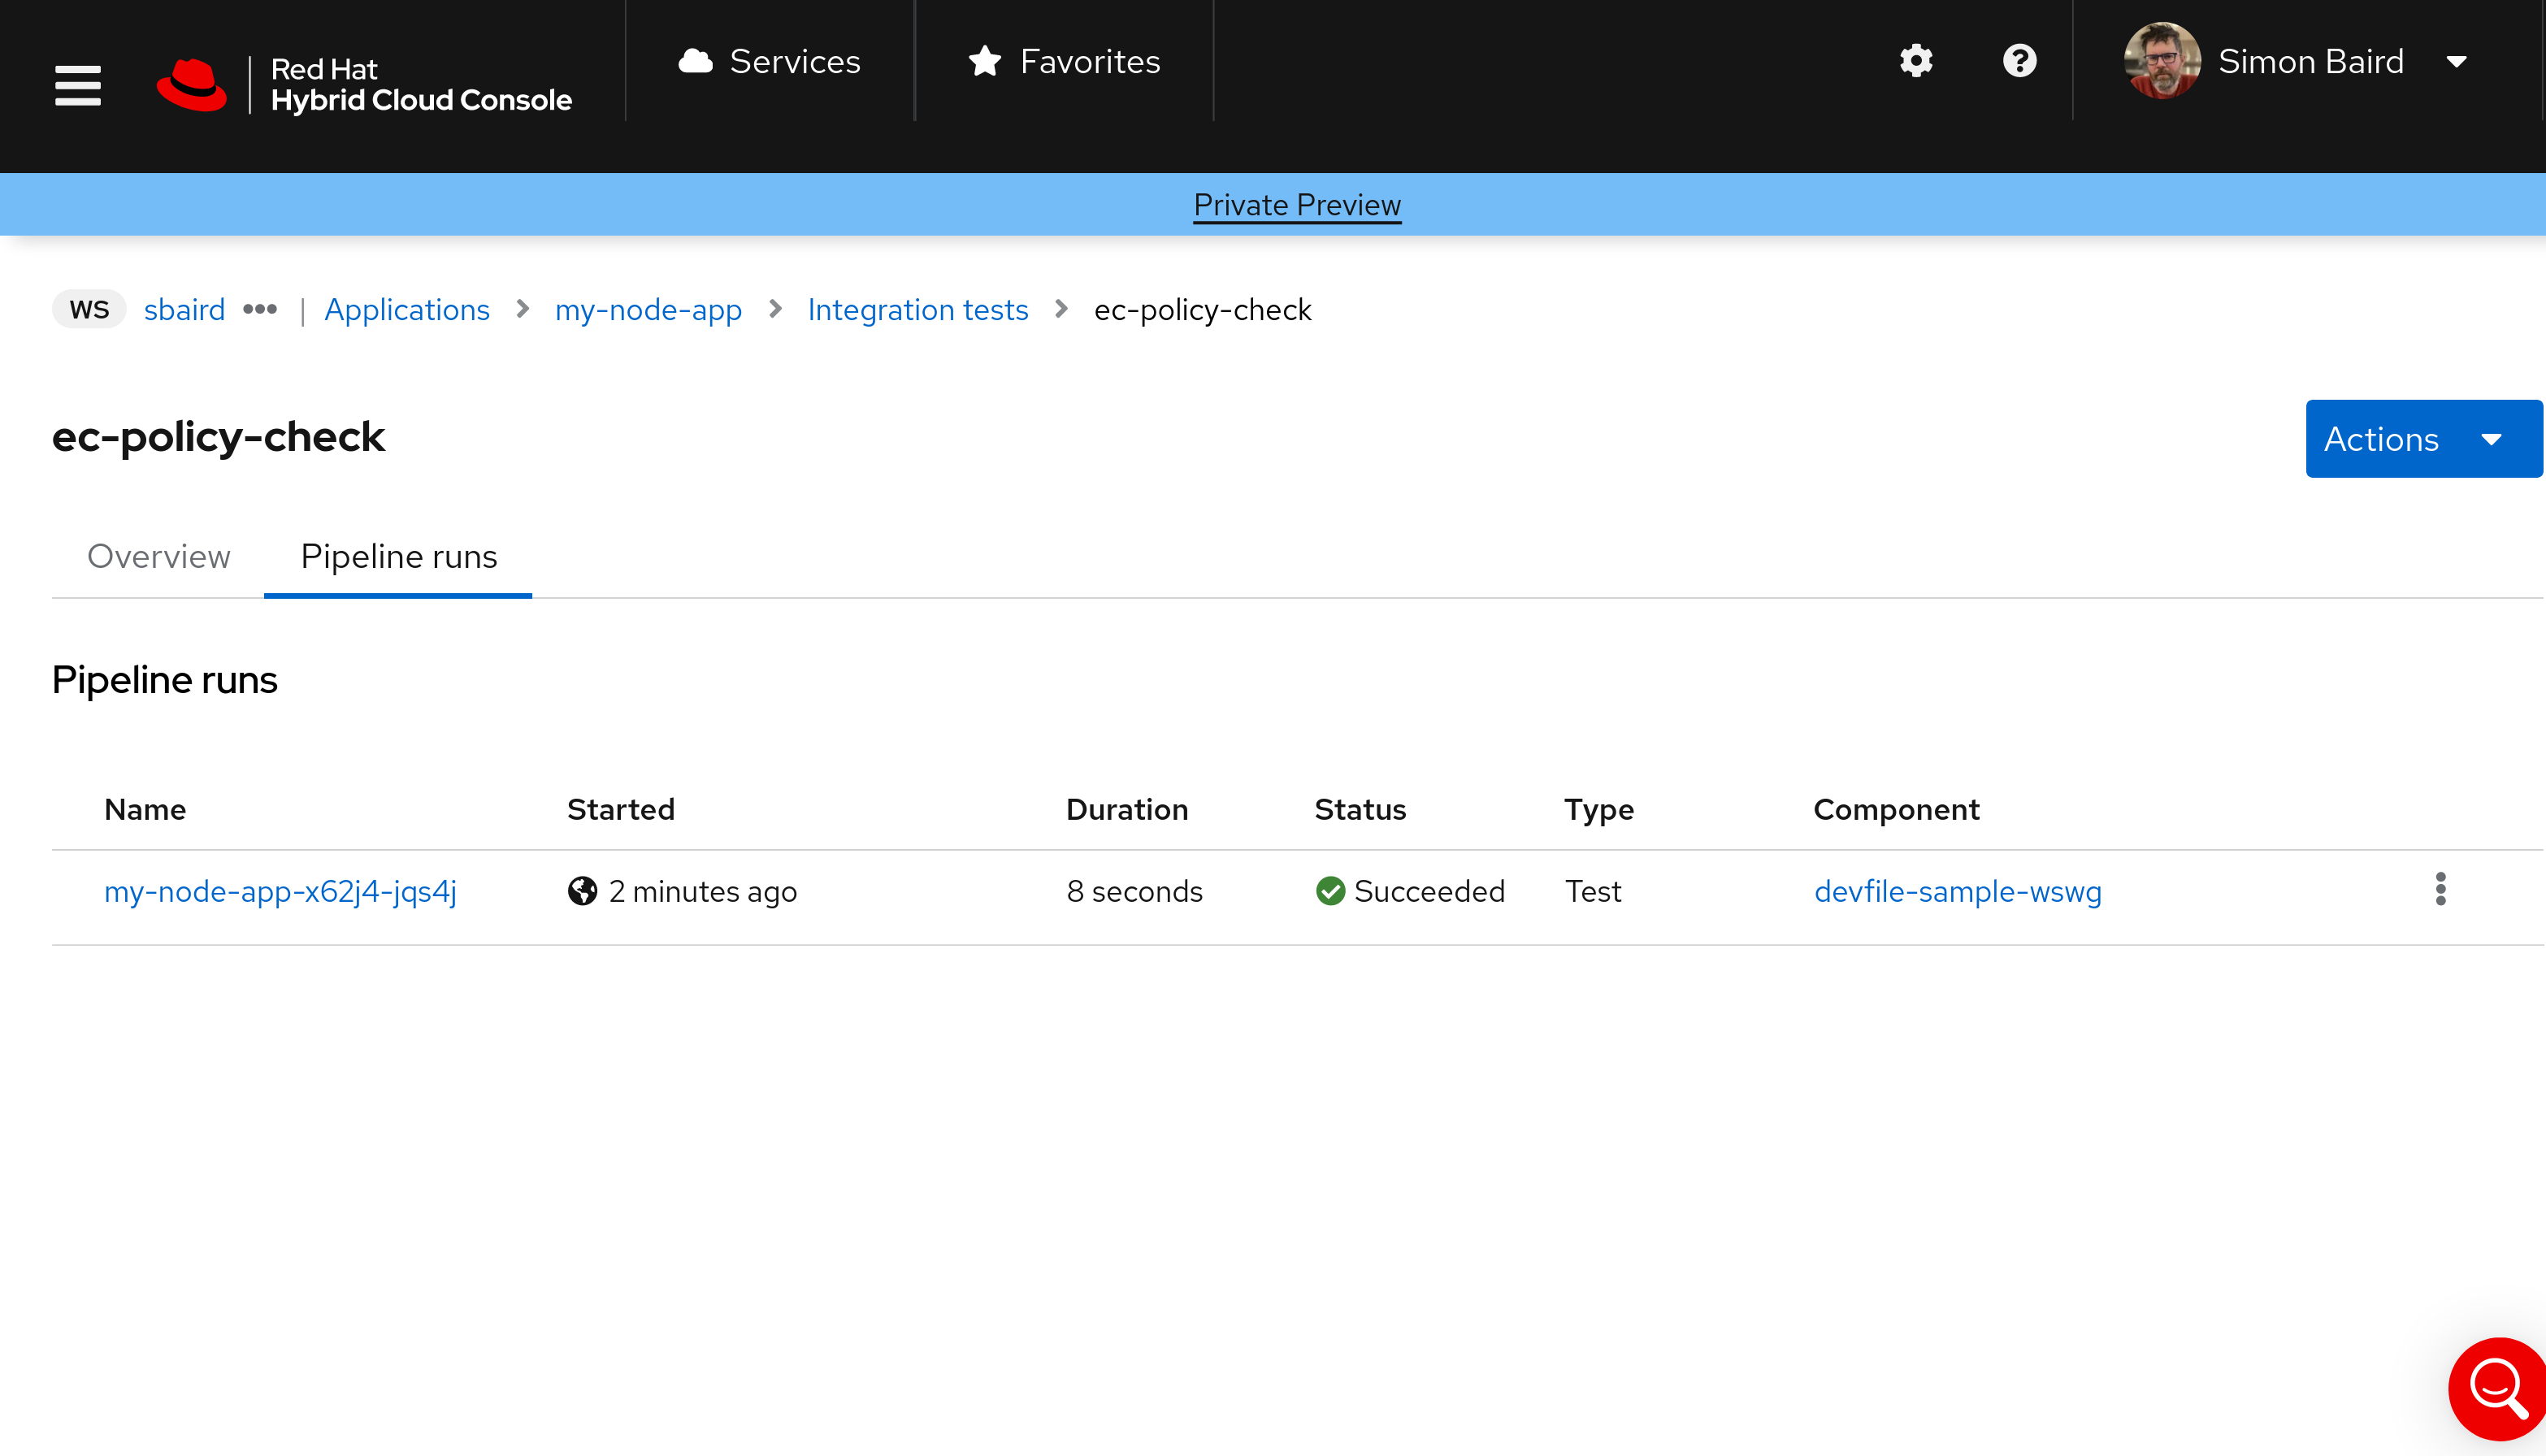 Red Hat
Hybrid Cloud Console
Services
Favorites
Simon Baird
Private Preview
WS sbaird | Applications > my-node-app > Integration tests > ec-policy-check
ec-policy-check
Actions
Overview Pipeline runs
Pipeline runs
Name Started Duration Status Type Component
my-node-app-x62j4-jqs4j 2 minutes ago 8 seconds Succeeded Test devfile-sample-wswg